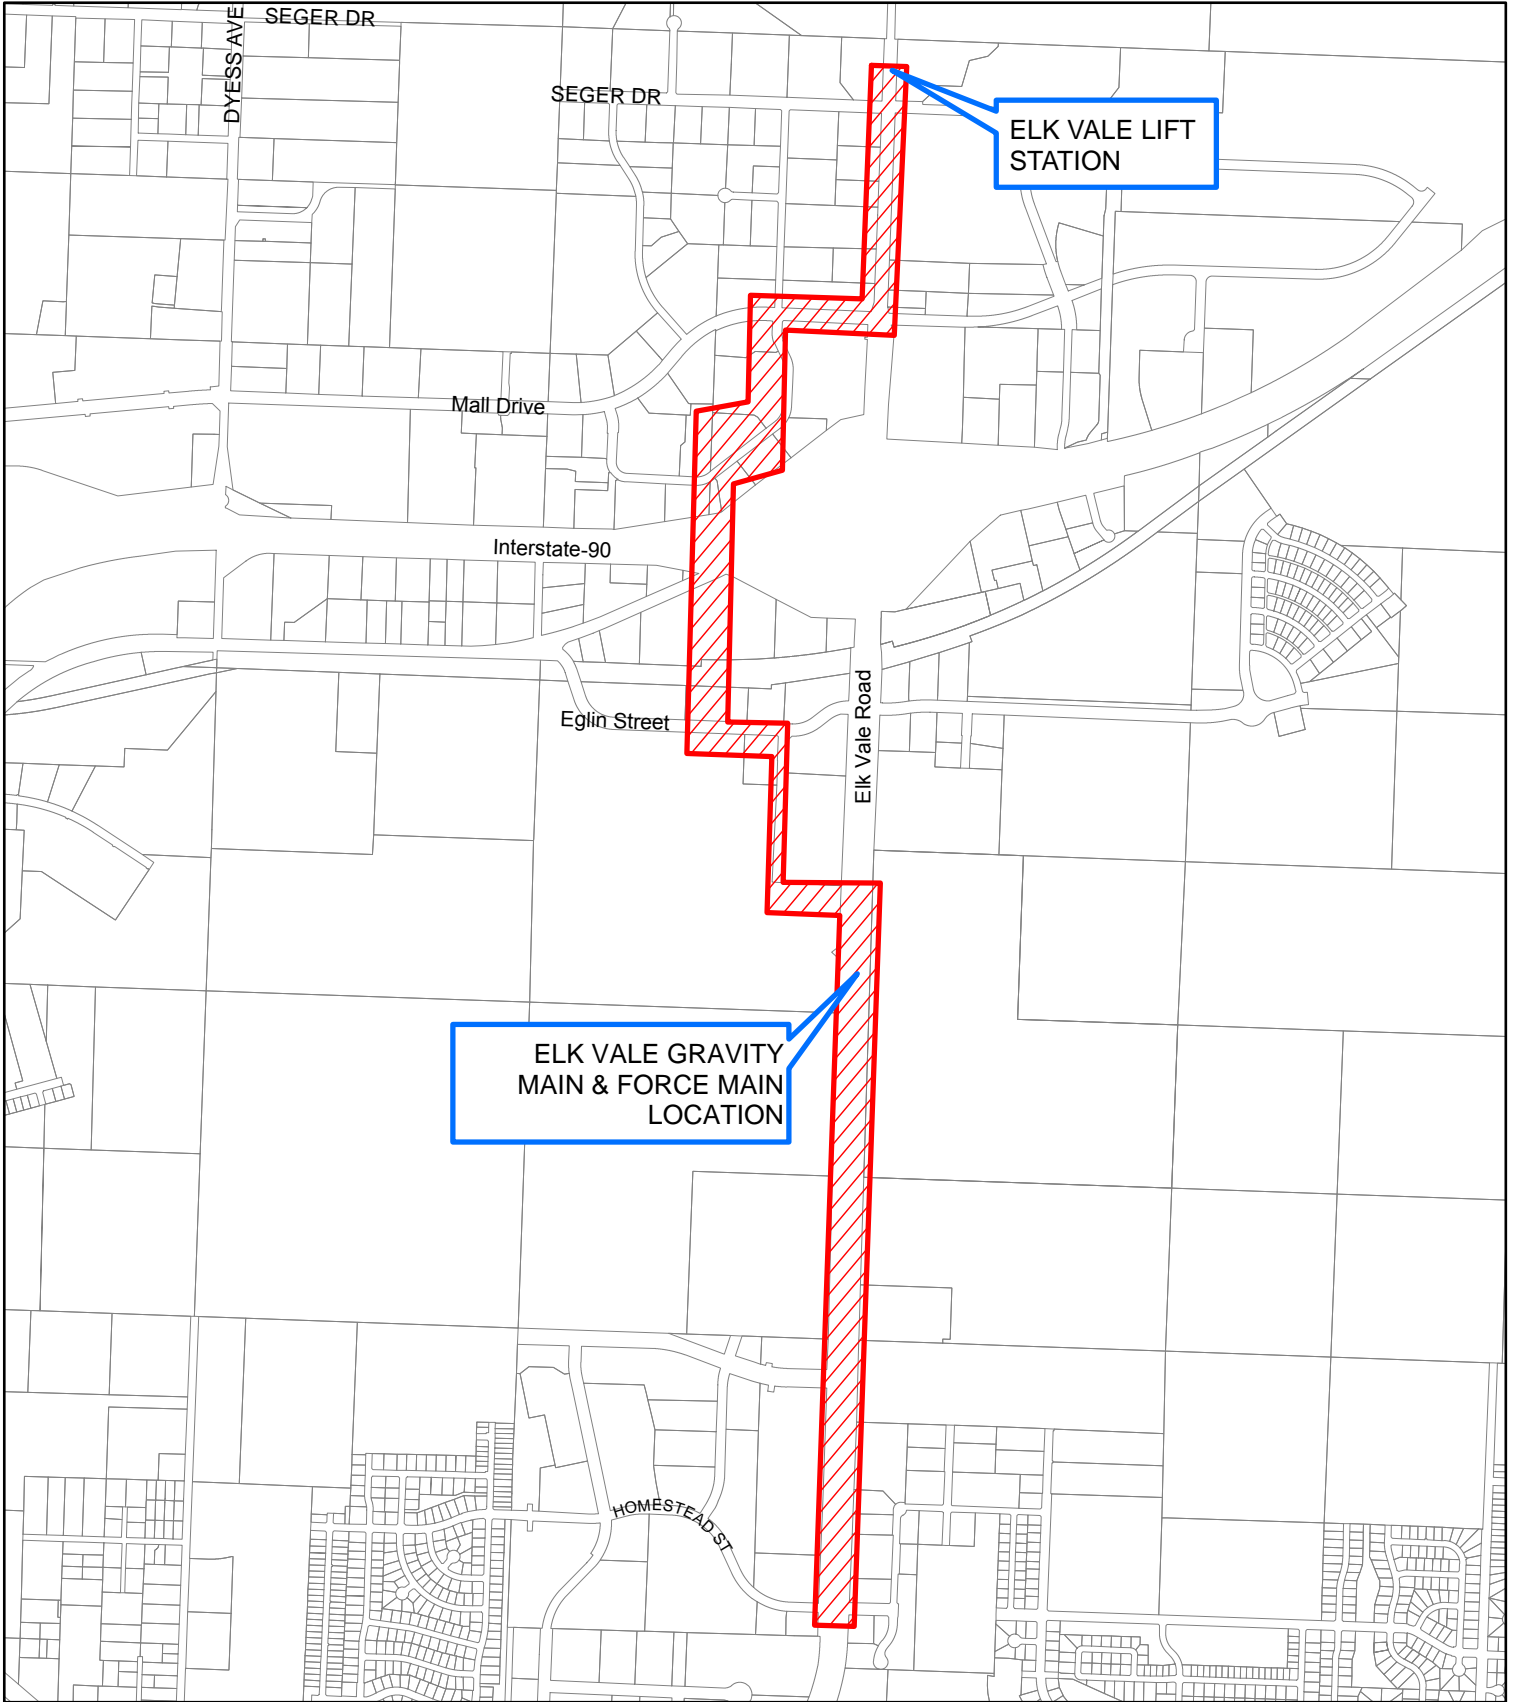 SEGER DR
DYESS AVE
SEGER DR
ELK VALE LIFT
STATION
Mall Drive
Interstate-90
Eglin Street
Elk Vale Road
ELK VALE GRAVITY
MAIN & FORCE MAIN
LOCATION
HOMESTEAD ST